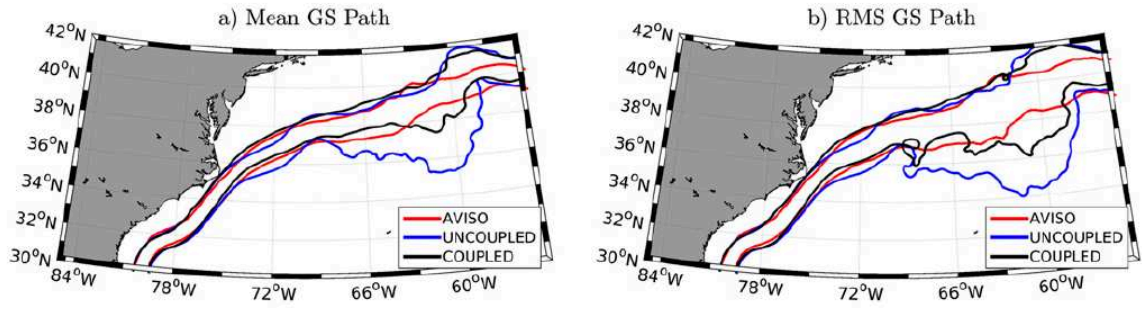 a) Mean GS Path
42°N
40°N
38°N
36°N
34°N
32°N
30°N
84°W
78°W
72°W
66°W
60°W
AVISO
UNCOUPLED
COUPLED
b) RMS GS Path
42°N
40°N
38°N
36°N
34°N
32°N
30°N
84°W
78°W
72°W
66°W
60°W
AVISO
UNCOUPLED
COUPLED